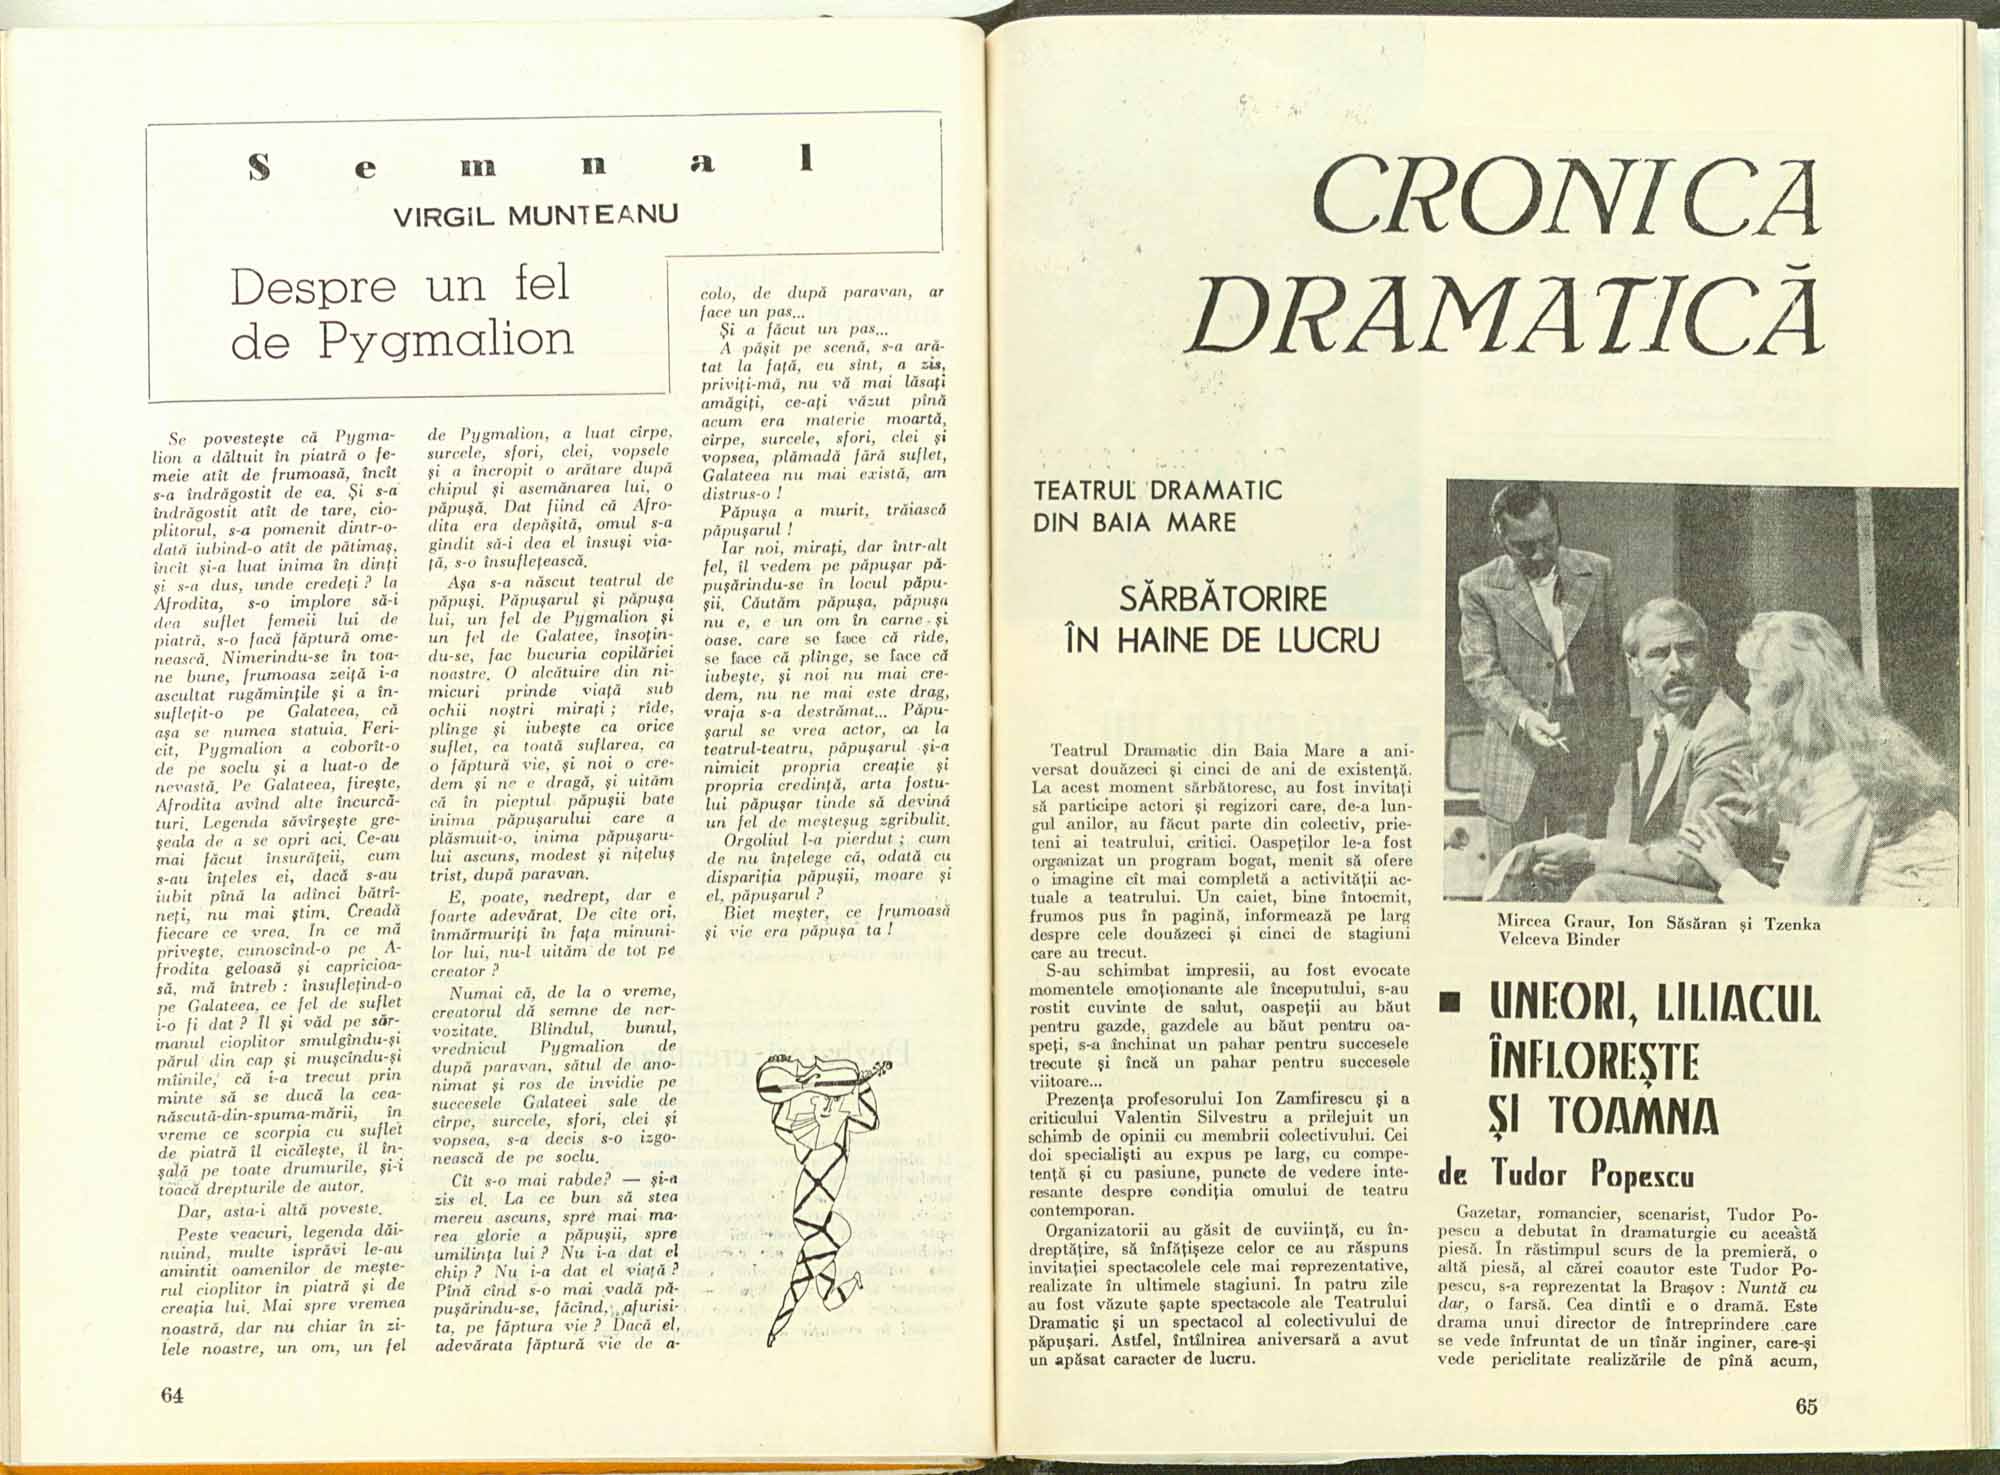 Semnal
VIRGIL MUNTEANU
Despre un fel
de Pygmalion
Se povestește că Pygma-
lion a dăltuit în piatră o fe-
meie atît de frumoasă, încît
s-a îndrăgostit de ea. Și s-a
îndrăgostit atît de tare, cio-
plitorul, s-a pomenit dintr-o-
dată iubind-o atît de pătimaș,
încît și-a luat inima în dinți
și s-a dus, unde credeți ? la
Afrodita, s-o implore să-i
dea suflet femeii lui de
piatră, s-o facă făptură ome-
nească. Nimerindu-se în toa-
ne bune, frumoasa zeiță i-a
ascultat rugămințile și a în-
suflețit-o pe Galateea, că
așa se numea statuia. Feri-
cit, Pygmalion a coborît-o
de pe soclu și a luat-o de
nevastă. Pe Galateea, firește,
Afrodita avînd alte încurcă-
turi. Legenda săvîrșește gre-
șeala de a se opri aci. Ce-au
mai făcut însurățeii, cum
s-au înțeles ei, dacă s-au
iubit pînă la adînci bătrî-
neți, nu mai știm. Creadă
fiecare ce vrea. În ce mă
privește, cunoscînd-o pe A-
frodita geloasă și capricioa-
să, mă întreb : însuflețind-o
pe Galateea, ce fel de suflet
i-o fi dat ? Îl și văd pe săr-
manul cioplitor smulgîndu-și
părul din cap și mușcîndu-și
mîinile, că i-a trecut prin
minte să se ducă la cea-
născută-din-spuma-mării, în
vreme ce scorpia cu suflet
de piatră îl cicălește, îl în-
șală pe toate drumurile, și-i
toacă drepturile de autor.
Dar, asta-i altă poveste.
Peste veacuri, legenda dăi-
nuind, multe isprăvi le-au
amintit oamenilor de mește-
rul cioplitor în piatră și de
creația lui. Mai spre vremea
noastră, dar nu chiar în zi-
lele noastre, un om, un fel
de Pygmalion, a luat cîrpe,
surcele, sfori, clei, vopsele
și a încropit o arătare după
chipul și asemănarea lui, o
păpușă. Dat fiind că Afro-
dita era depășită, omul s-a
gîndit să-i dea el însuși via-
ță, s-o însuflețească.
Așa s-a născut teatrul de
păpuși. Păpușarul și păpușa
lui, un fel de Pygmalion și
un fel de Galatee, însoțin-
du-se, fac bucuria copilăriei
noastre. O alcătuire din ni-
micuri prinde viață sub
ochii noștri mirați ; rîde,
plînge și iubește ca orice
suflet, ca toată suflarea, ca
o făptură vie, și noi o cre-
dem și ne e dragă, și uităm
că în pieptul păpușii bate
inima păpușarului care a
plăsmuit-o, inima păpușaru-
lui ascuns, modest și nițeluș
trist, după paravan.
E, poate, nedrept, dar e
foarte adevărat. De cîte ori,
înmărmuriți în fața minuni-
lor lui, nu-l uităm de tot pe
creator ?
Numai că, de la o vreme,
creatorul dă semne de ner-
vozitate. Blîndul, bunul,
vrednicul Pygmalion de
după paravan, sătul de ano-
nimat și ros de invidie pe
succesele Galateei sale de
cîrpe, surcele, sfori, clei și
vopsea, s-a decis s-o izgo-
nească de pe soclu.
Cît s-o mai rabde? — și-a
zis el. La ce bun să stea
mereu ascuns, spre mai ma-
rea glorie a păpușii, spre
umilința lui ? Nu i-a dat el
chip ? Nu i-a dat el viață ?
Pînă cînd s-o mai vadă pă-
pușărindu-se, făcînd, afurisi-
ta, pe făptura vie ? Dacă el,
adevărata făptură vie de a-
colo, de după paravan, ar
face un pas...
Și a făcut un pas...
A pășit pe scenă, s-a ară-
tat la față, eu sînt, a zis,
priviți-mă, nu vă mai lăsați
amăgiți, ce-ați văzut pînă
acum era materie moartă,
cîrpe, surcele, sfori, clei și
vopsea, plămadă fără suflet,
Galateea nu mai există, am
distrus-o !
Păpușa a murit, trăiască
păpușarul !
Iar noi, mirați, dar într-alt
fel, îl vedem pe păpușar pă-
pușărindu-se în locul păpu-
șii. Căutăm păpușa, păpușa
nu e, e un om în carne și
oase, care se face că rîde,
se face că plînge, se face că
iubește, și noi nu mai cre-
dem, nu ne mai este drag,
vraja s-a destrămat... Păpu-
șarul se vrea actor, ca la
teatrul-teatru, păpușarul și-a
nimicit propria creație și
propria credință, arta fostu-
lui păpușar tinde să devină
un fel de meșteșug zgribulit.
Orgoliul l-a pierdut ; cum
de nu înțelege că, odată cu
dispariția păpușii, moare și
el, păpușarul ?
Biet meșter, ce frumoasă
și vie era păpușa ta !
64
CRONICA
DRAMATICĂ
TEATRUL DRAMATIC
DIN BAIA MARE
SĂRBĂTORIRE
ÎN HAINE DE LUCRU
Teatrul Dramatic din Baia Mare a ani-
versat douăzeci și cinci de ani de existență.
La acest moment sărbătoresc, au fost invitați
să participe actori și regizori care, de-a lun-
gul anilor, au făcut parte din colectiv, prie-
teni ai teatrului, critici. Oaspeților le-a fost
organizat un program bogat, menit să ofere
o imagine cît mai completă a activității ac-
tuale a teatrului. Un caiet, bine întocmit,
frumos pus în pagină, informează pe larg
despre cele douăzeci și cinci de stagiuni
care au trecut.
S-au schimbat impresii, au fost evocate
momentele emoționante ale începutului, s-au
rostit cuvinte de salut, oaspeții au băut
pentru gazde, gazdele au băut pentru oa-
speți, s-a închinat un pahar pentru succesele
trecute și încă un pahar pentru succesele
viitoare...
Prezența profesorului Ion Zamfirescu și a
criticului Valentin Silvestru a prilejuit un
schimb de opinii cu membrii colectivului. Cei
doi specialiști au expus pe larg, cu compe-
tență și cu pasiune, puncte de vedere inte-
resante despre condiția omului de teatru
contemporan.
Organizatorii au găsit de cuviință, cu în-
dreptățire, să înfățișeze celor ce au răspuns
invitației spectacolele cele mai reprezentative,
realizate în ultimele stagiuni. În patru zile
au fost văzute șapte spectacole ale Teatrului
Dramatic și un spectacol al colectivului de
păpușari. Astfel, întîlnirea aniversară a avut
un apăsat caracter de lucru.
Mircea Graur, Ion Săsăran și Tzenka
Velceva Binder
■ UNEORI, LILIACUL
ÎNFLOREȘTE
ȘI TOAMNA
de Tudor Popescu
Gazetar, romancier, scenarist, Tudor Po-
pescu a debutat în dramaturgie cu această
piesă. În răstimpul scurs de la premieră, o
altă piesă, al cărei coautor este Tudor Po-
pescu, s-a reprezentat la Brașov : Nuntă cu
dar, o farsă. Cea dintîi e o dramă. Este
drama unui director de întreprindere care
se vede înfruntat de un tînăr inginer, care-și
vede periclitate realizările de pînă acum,
65